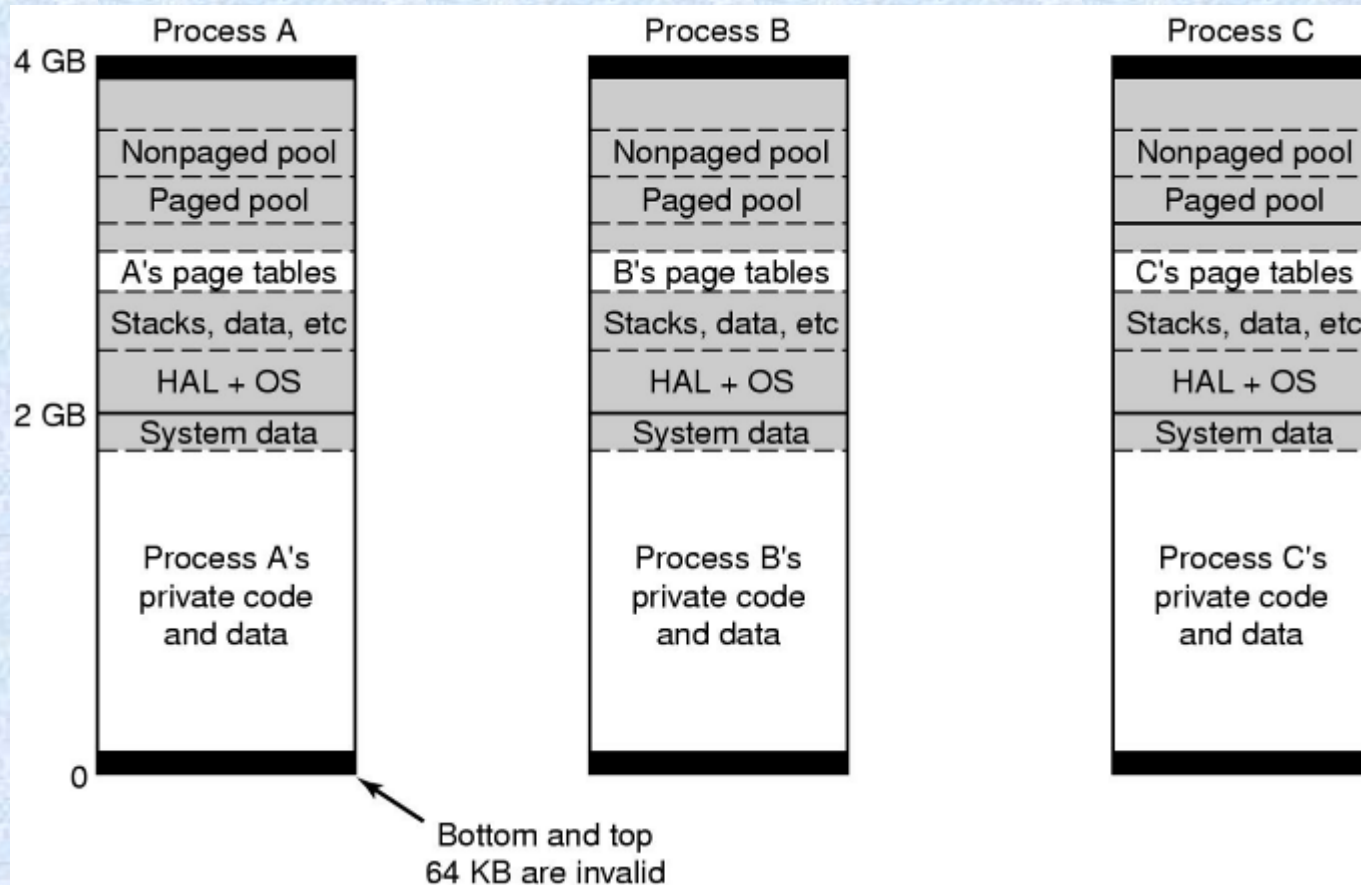 Process A
Process B
Process C
4 GB
Nonpaged pool
Nonpaged pool
Nonpaged pool
Paged pool
Paged pool
Paged pool
A's page tables
B's page tables
C's page tables
Stacks, data, etc
Stacks, data, etc
Stacks, data, etc
HAL + OS
HAL + OS
HAL + OS
2 GB
System data
System data
System data
Process A's
private code
and data
Process B's
private code
and data
Process C's
private code
and data
0
Bottom and top
64 KB are invalid